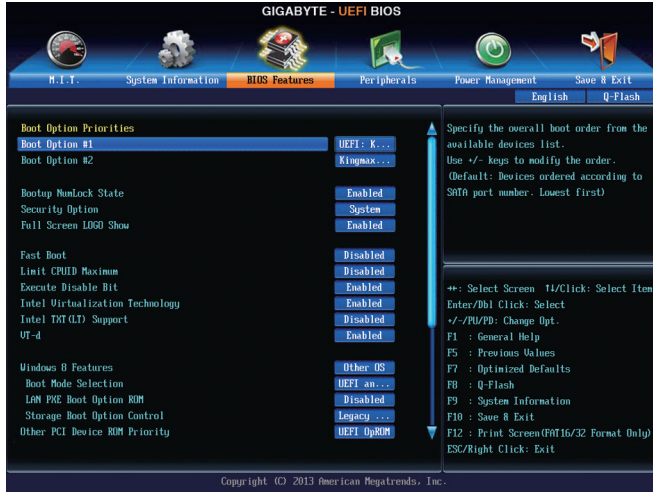 GIGABYTE - UEFI BIOS
M.I.T. System Information BIOS Features Peripherals Power Management Save & Exit
English Q-Flash
Boot Option Priorities
Boot Option #1 UEFI: K...
Boot Option #2 Kingmax...
Bootup NumLock State Enabled
Security Option System
Full Screen LOGO Show Enabled
Fast Boot Disabled
Limit CPUID Maximum Disabled
Execute Disable Bit Enabled
Intel Virtualization Technology Enabled
Intel TXT(LT) Support Disabled
VT-d Enabled
Windows 8 Features Other OS
Boot Mode Selection UEFI an...
LAN PXE Boot Option ROM Disabled
Storage Boot Option Control Legacy ...
Other PCI Device ROM Priority UEFI OpROM
Specify the overall boot order from the
available devices list.
Use +/- keys to modify the order.
(Default: Devices ordered according to
SATA port number. Lowest first)
↔: Select Screen ↑↓/Click: Select Item
Enter/Dbl Click: Select
+/-/PU/PD: Change Opt.
F1 : General Help
F5 : Previous Values
F7 : Optimized Defaults
F8 : Q-Flash
F9 : System Information
F10 : Save & Exit
F12 : Print Screen(FAT16/32 Format Only)
ESC/Right Click: Exit
Copyright (C) 2013 American Megatrends, Inc.